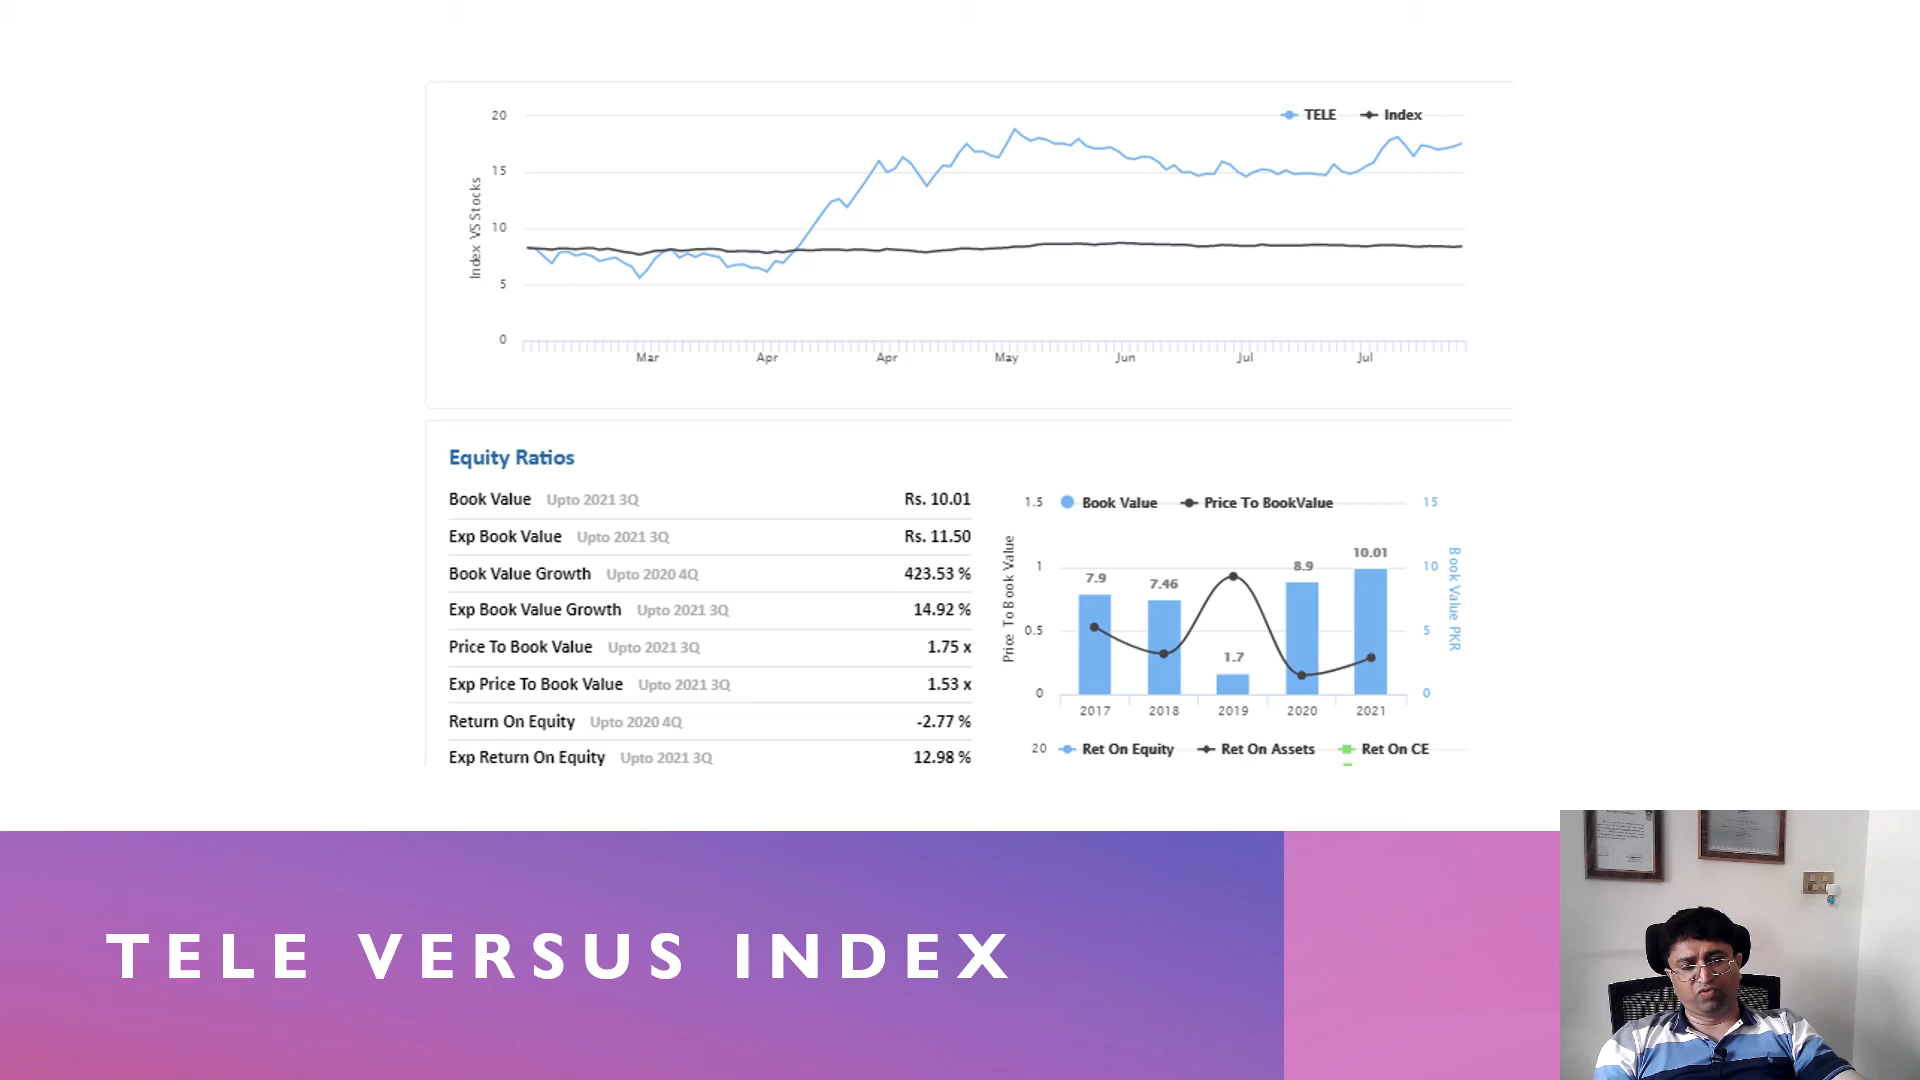 20
TELE Index
15
10
5
0
Index VS Stocks
Mar Apr Apr May Jun Jul Jul
Equity Ratios
Book Value Upto 2021 3Q Rs. 10.01
Exp Book Value Upto 2021 3Q Rs. 11.50
Book Value Growth Upto 2020 4Q 423.53 %
Exp Book Value Growth Upto 2021 3Q 14.92 %
Price To Book Value Upto 2021 3Q 1.75 x
Exp Price To Book Value Upto 2021 3Q 1.53 x
Return On Equity Upto 2020 4Q -2.77 %
Exp Return On Equity Upto 2021 3Q 12.98 %
1.5 Book Value Price To BookValue 15
10.01
1 8.9 10
7.9 7.46
0.5 5
1.7
0 0
Price To Book Value
Book Value PKR
2017 2018 2019 2020 2021
20 Ret On Equity Ret On Assets Ret On CE
TELE VERSUS INDEX